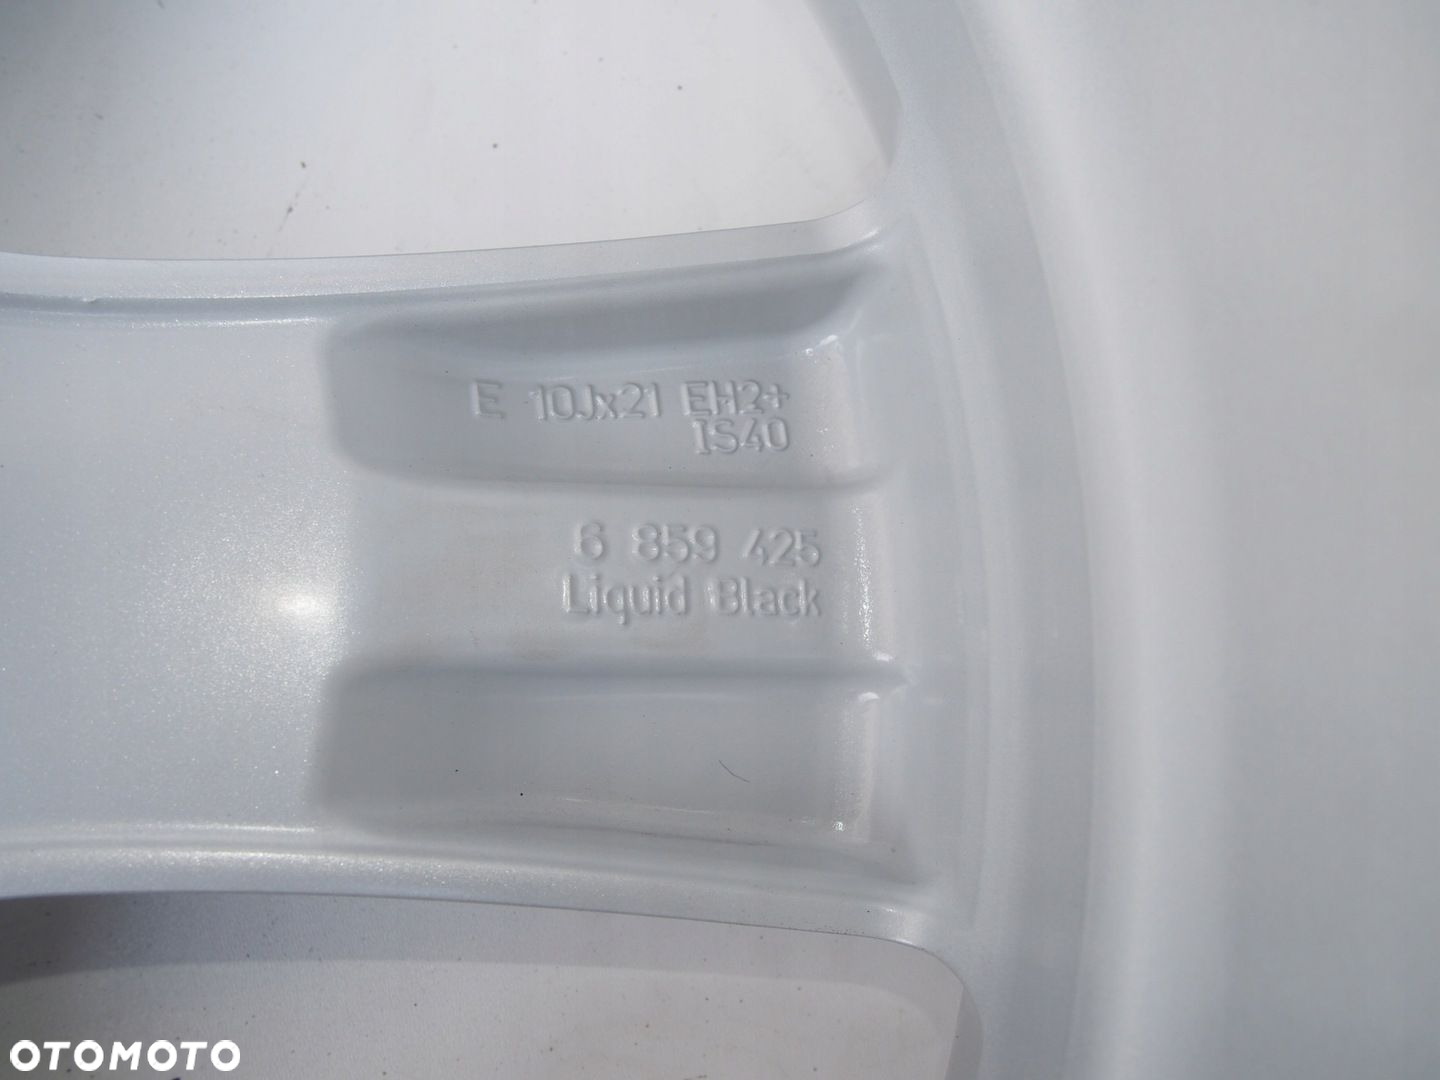 E 10Jx21 EH2+
IS40
6 859 425
Liquid Black
OTOMOTO